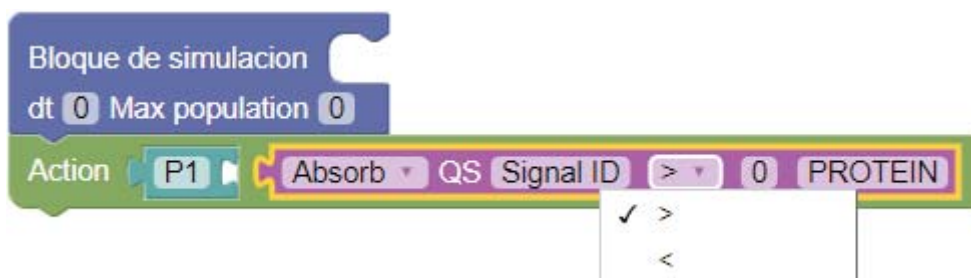 Bloque de simulacion
dt 0 Max population 0
Action P1 Absorb QS Signal ID > 0 PROTEIN
✓ >
<